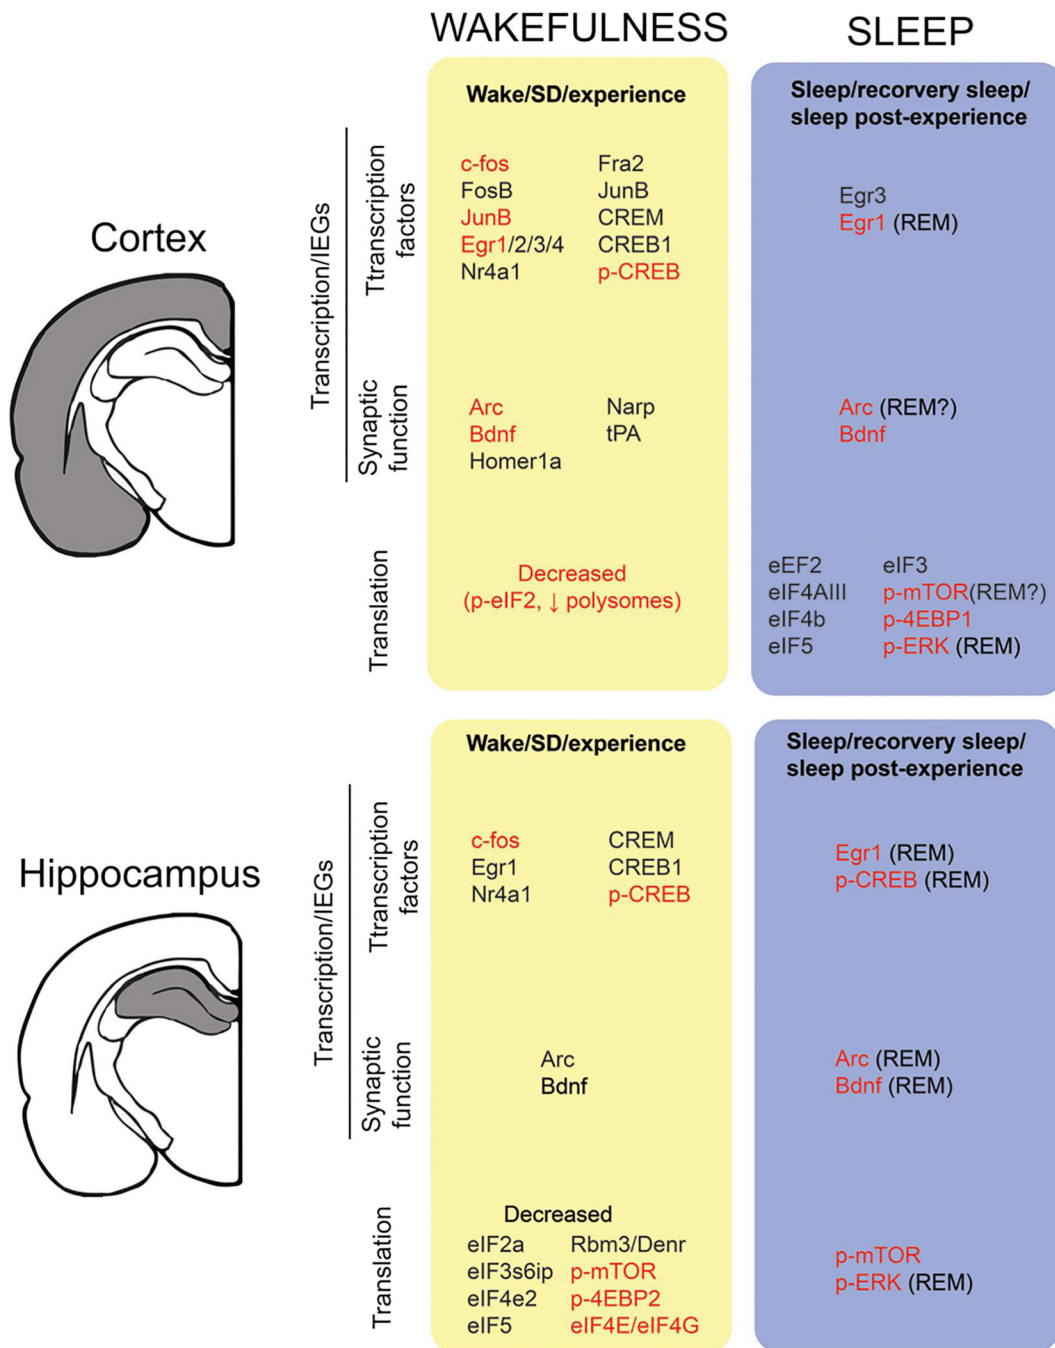 WAKEFULNESS
SLEEP
Cortex
Transcription/IEGs
Ttranscription
factors
Synaptic
function
Translation
Wake/SD/experience
c-fos Fra2
FosB JunB
JunB CREM
Egr1/2/3/4 CREB1
Nr4a1 p-CREB
Arc Narp
Bdnf tPA
Homer1a
Decreased
(p-eIF2, ↓ polysomes)
Sleep/recorvery sleep/
sleep post-experience
Egr3
Egr1 (REM)
Arc (REM?)
Bdnf
eEF2 eIF3
eIF4AIII p-mTOR(REM?)
eIF4b p-4EBP1
eIF5 p-ERK (REM)
Hippocampus
Transcription/IEGs
Ttranscription
factors
Synaptic
function
Translation
Wake/SD/experience
c-fos CREM
Egr1 CREB1
Nr4a1 p-CREB
Arc
Bdnf
Decreased
eIF2a Rbm3/Denr
eIF3s6ip p-mTOR
eIF4e2 p-4EBP2
eIF5 eIF4E/eIF4G
Sleep/recorvery sleep/
sleep post-experience
Egr1 (REM)
p-CREB (REM)
Arc (REM)
Bdnf (REM)
p-mTOR
p-ERK (REM)